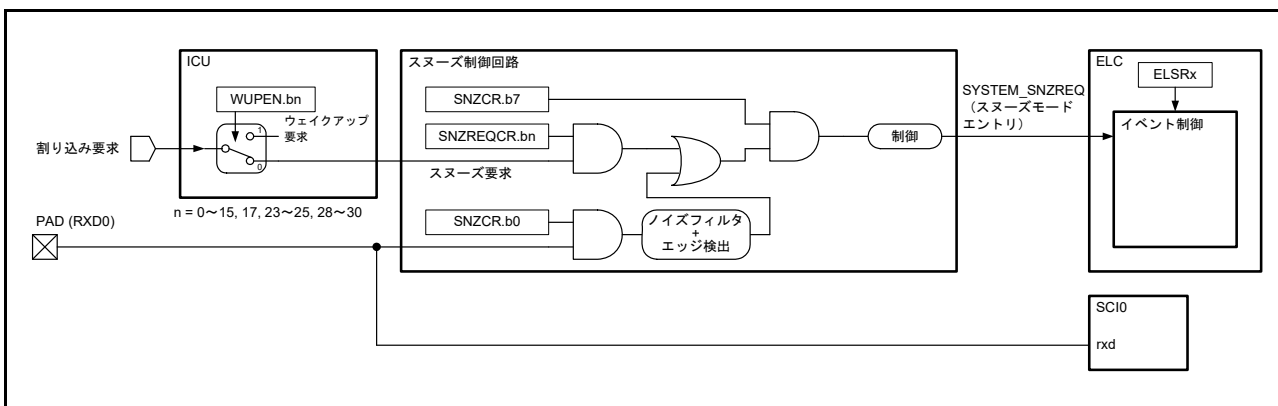 ICU
WUPEN.bn
ウェイクアップ
要求
1
0
割り込み要求
n = 0～15, 17, 23～25, 28～30
PAD (RXD0)
スヌーズ制御回路
SNZCR.b7
SNZREQCR.bn
スヌーズ要求
SNZCR.b0
ノイズフィルタ
+
エッジ検出
制御
SYSTEM_SNZREQ
（スヌーズモード
エントリ）
ELC
ELSRx
イベント制御
SCI0
rxd